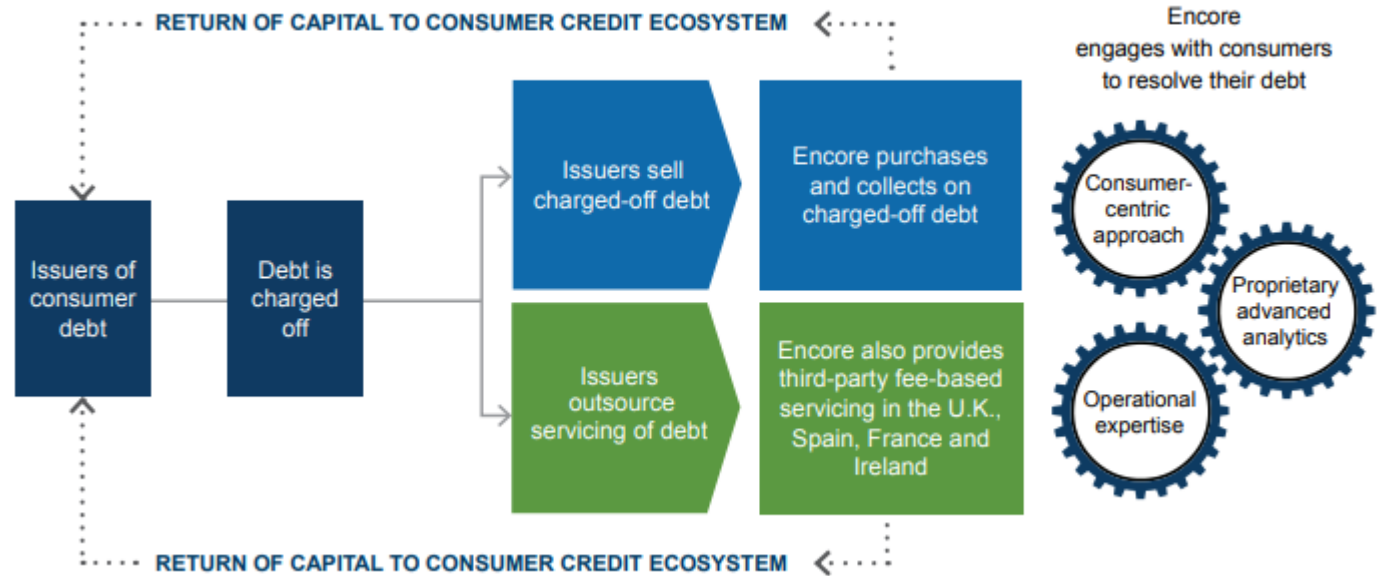 RETURN OF CAPITAL TO CONSUMER CREDIT ECOSYSTEM
Encore
engages with consumers
to resolve their debt
Issuers of
consumer
debt
Debt is
charged
off
Issuers sell
charged-off debt
Encore purchases
and collects on
charged-off debt
Issuers
outsource
servicing of debt
Encore also provides
third-party fee-based
servicing in the U.K.,
Spain, France and
Ireland
Consumer-
centric
approach
Proprietary
advanced
analytics
Operational
expertise
RETURN OF CAPITAL TO CONSUMER CREDIT ECOSYSTEM